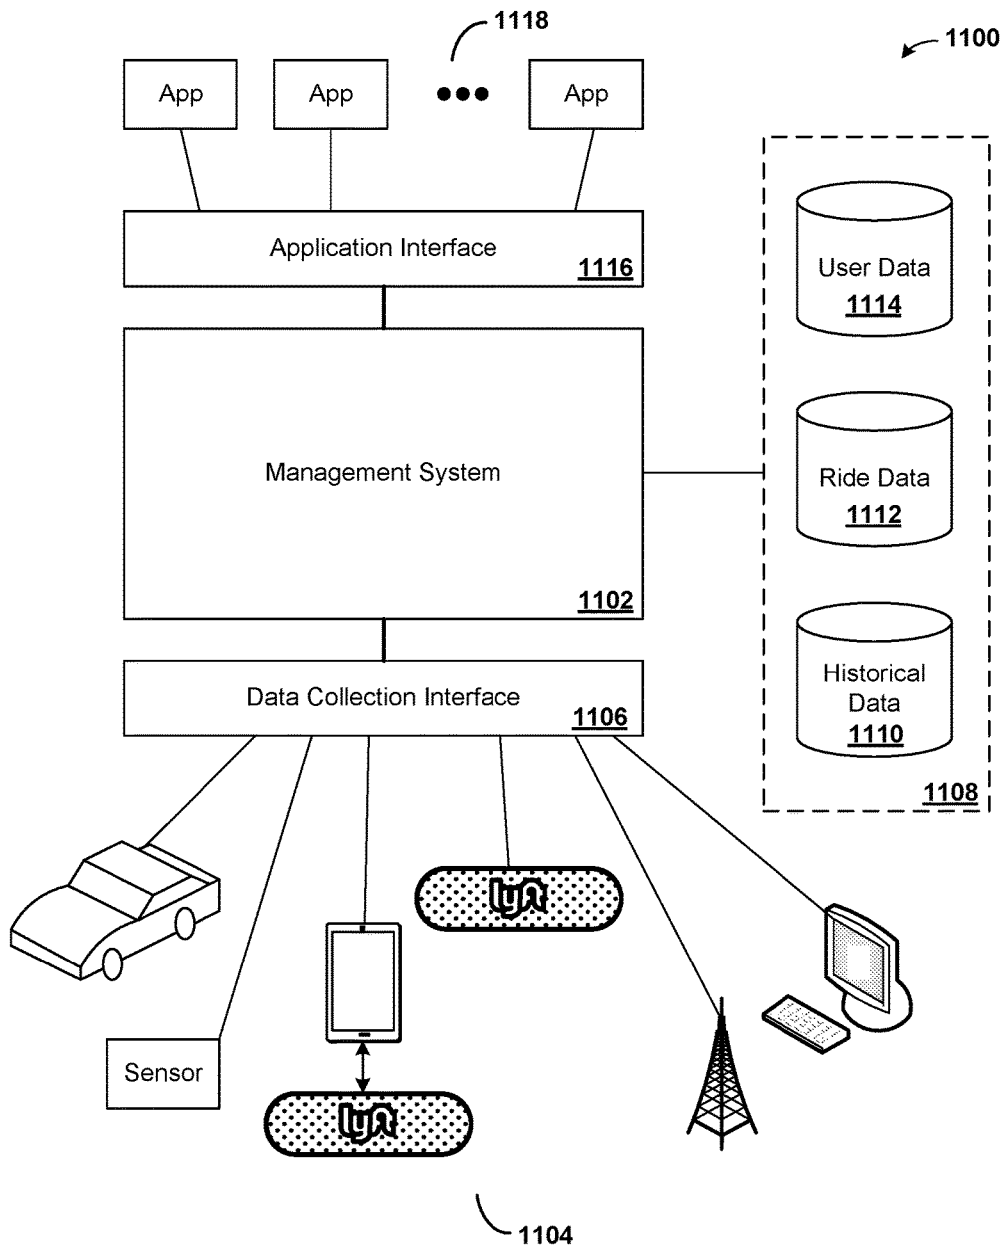 1118
1100
App
App
App
Application Interface
1116
User Data
1114
Management System
1102
Ride Data
1112
Data Collection Interface
1106
Historical
Data
1110
1108
lyft
Sensor
lyft
1104